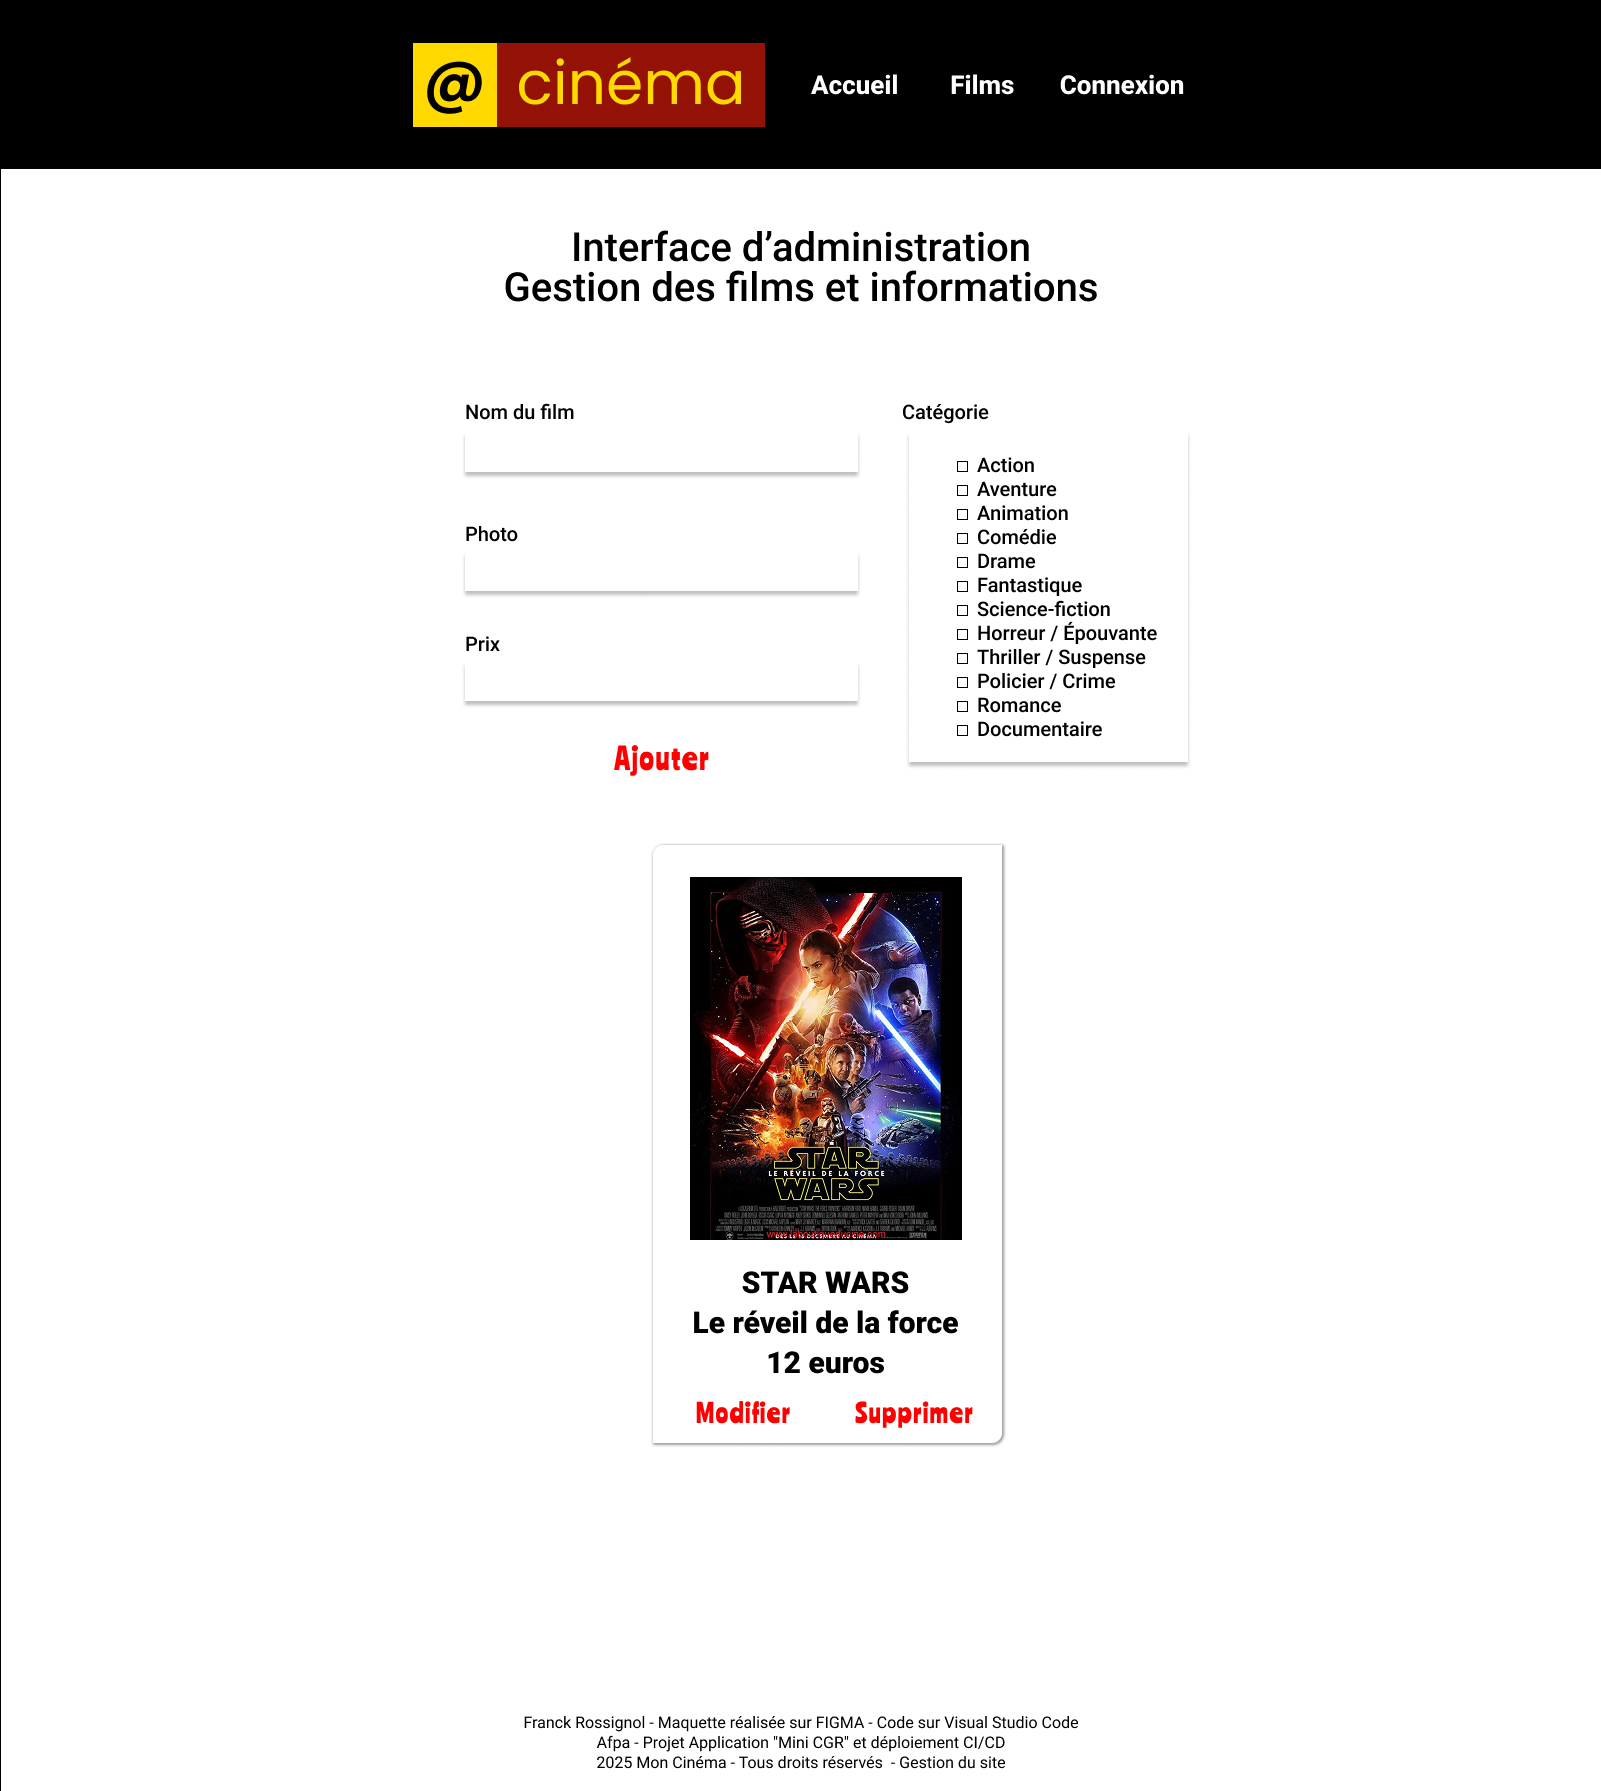 @ cinéma
Accueil Films Connexion
Interface d’administration
Gestion des films et informations
Nom du film
Photo
Prix
Ajouter
Catégorie
Action
Aventure
Animation
Comédie
Drame
Fantastique
Science-fiction
Horreur / Épouvante
Thriller / Suspense
Policier / Crime
Romance
Documentaire
STAR
LE RÉVEIL DE LA FORCE
WARS
STAR WARS
Le réveil de la force
12 euros
Modifier Supprimer
Franck Rossignol - Maquette réalisée sur FIGMA - Code sur Visual Studio Code
Afpa - Projet Application "Mini CGR" et déploiement CI/CD
2025 Mon Cinéma - Tous droits réservés  - Gestion du site